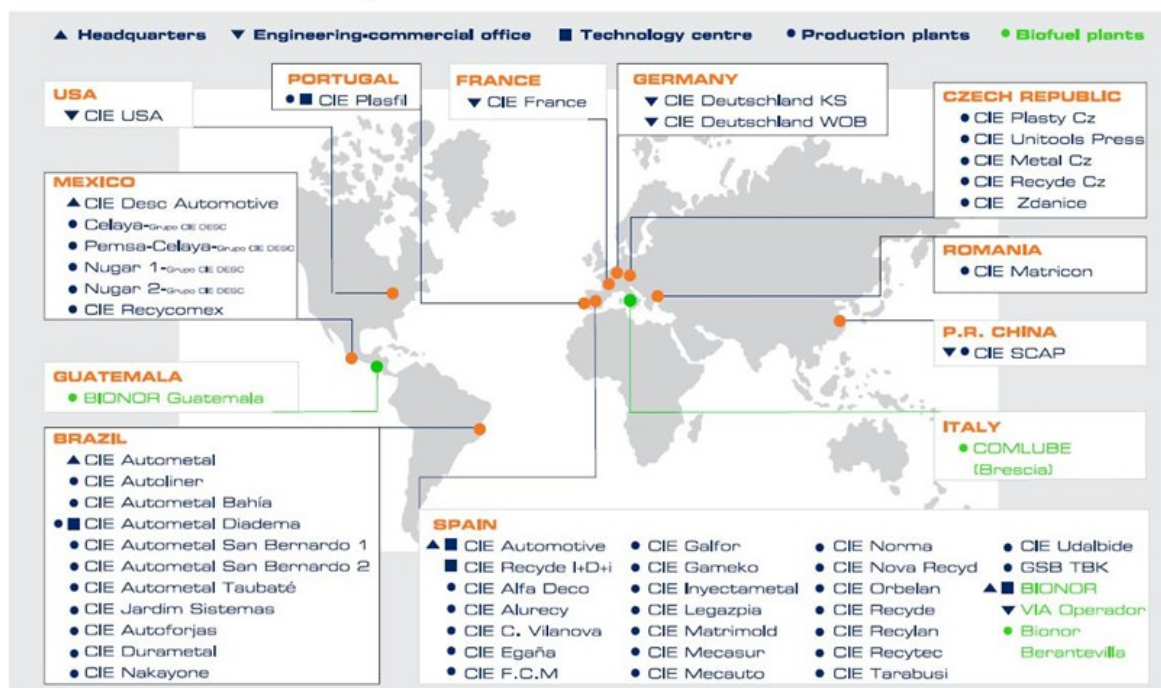 Headquarters
Engineering-commercial office
Technology centre
Production plants
Biofuel plants
USA
CIE USA
PORTUGAL
CIE Plasfil
FRANCE
CIE France
GERMANY
CIE Deutschland KS
CIE Deutschland WOB
CZECH REPUBLIC
CIE Plasty Cz
CIE Unitools Press
CIE Metal Cz
CIE Recyde Cz
CIE Zdanice
MEXICO
CIE Desc Automotive
Celaya-Grupo CIE DESC
Pemsa-Celaya-Grupo CIE DESC
Nugar 1-Grupo CIE DESC
Nugar 2-Grupo CIE DESC
CIE Recycomex
ROMANIA
CIE Matricon
P.R. CHINA
CIE SCAP
GUATEMALA
BIONOR Guatemala
ITALY
COMLUBE
(Brescia)
BRAZIL
CIE Autometal
CIE Autoliner
CIE Autometal Bahía
CIE Autometal Diadema
CIE Autometal San Bernardo 1
CIE Autometal San Bernardo 2
CIE Autometal Taubaté
CIE Jardim Sistemas
CIE Autoforjas
CIE Durametal
CIE Nakayone
SPAIN
CIE Automotive
CIE Recyde I+D+i
CIE Alfa Deco
CIE Alurecy
CIE C. Vilanova
CIE Egaña
CIE F.C.M
CIE Galfor
CIE Gameko
CIE Inyectametal
CIE Legazpia
CIE Matrimold
CIE Mecasur
CIE Mecauto
CIE Norma
CIE Nova Recyd
CIE Orbelan
CIE Recyde
CIE Recylan
CIE Recytec
CIE Tarabusi
CIE Udalbide
GSB TBK
BIONOR
VIA Operador
Bionor
Berantevilla